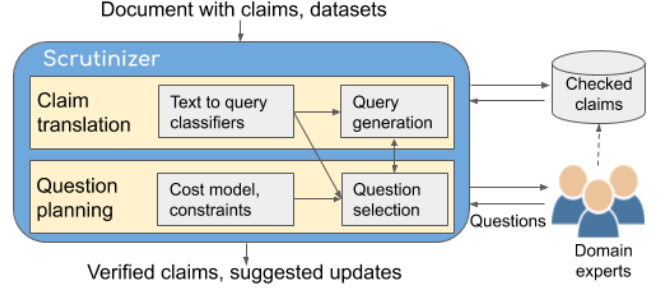 Document with claims, datasets
Scrutinizer
Claim
translation
Text to query
classifiers
Query
generation
Checked
claims
Question
planning
Cost model,
constraints
Question
selection
Questions
Domain
experts
Verified claims, suggested updates